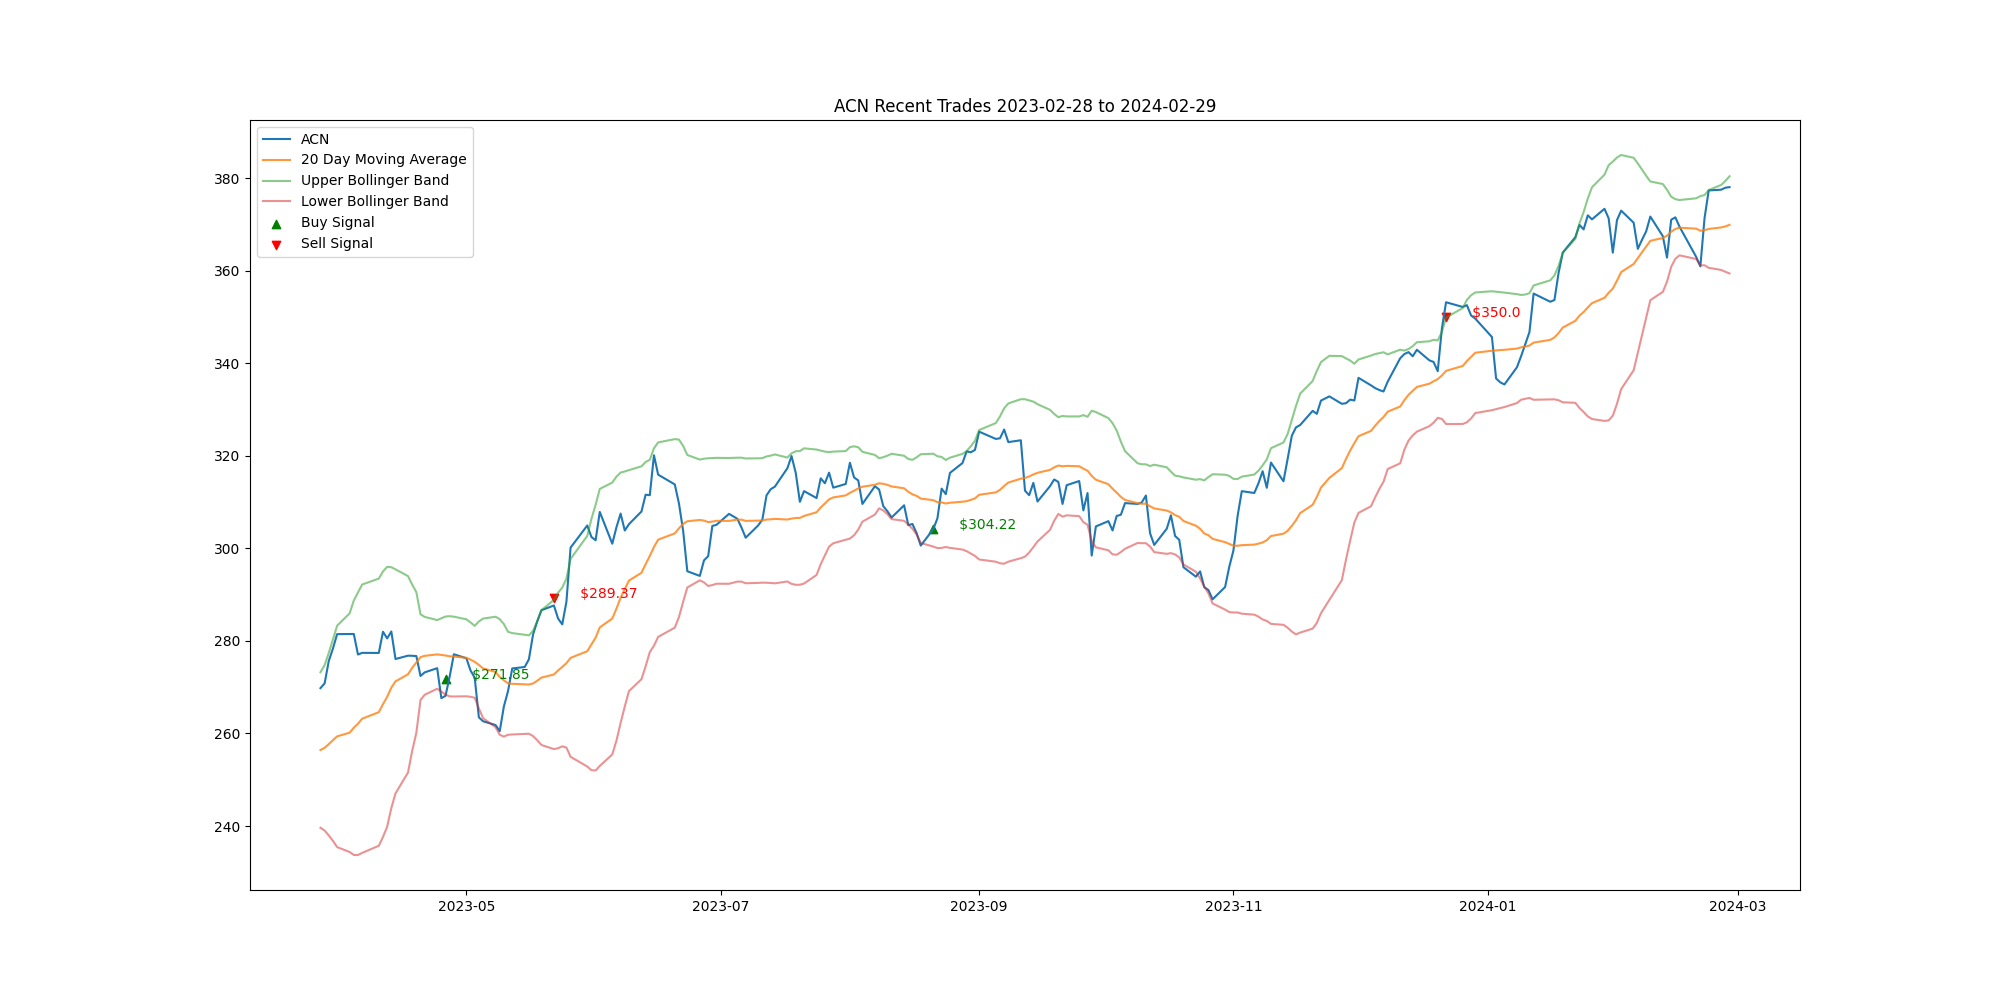 ACN Recent Trades 2023-02-28 to 2024-02-29
ACN
20 Day Moving Average
Upper Bollinger Band
Lower Bollinger Band
Buy Signal
Sell Signal
380
360
340
320
300
280
260
240
$350.0
$304.22
$289.37
$271.85
2023-05
2023-07
2023-09
2023-11
2024-01
2024-03